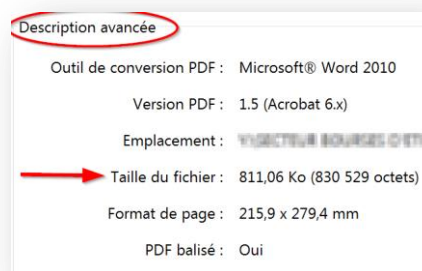 Description avancée
Outil de conversion PDF : Microsoft® Word 2010
Version PDF : 1.5 (Acrobat 6.x)
Emplacement :
Taille du fichier : 811,06 Ko (830 529 octets)
Format de page : 215,9 x 279,4 mm
PDF balisé : Oui